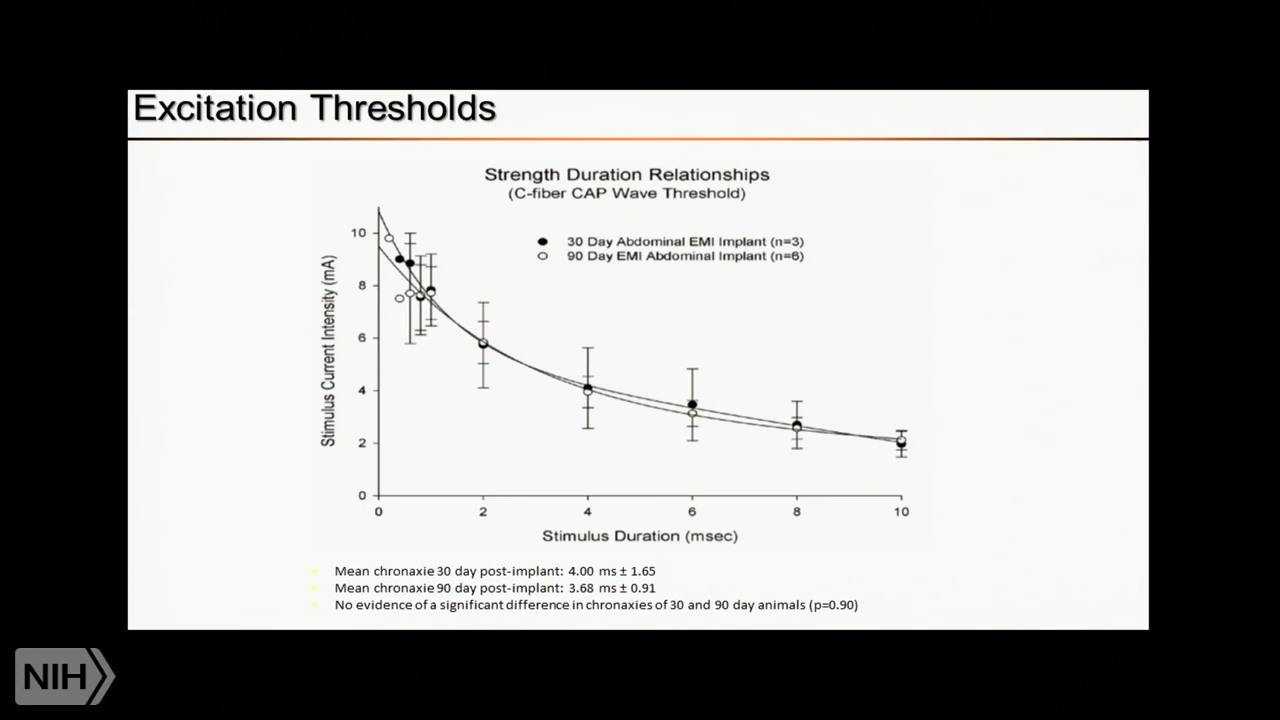 Excitation Thresholds
Strength Duration Relationships
(C-fiber CAP Wave Threshold)
30 Day Abdominal EMI Implant (n=3)
90 Day EMI Abdominal Implant (n=6)
Stimulus Current Intensity (mA)
10
8
6
4
2
0
0 2 4 6 8 10
Stimulus Duration (msec)
Mean chronaxie 30 day post-implant: 4.00 ms ± 1.65
Mean chronaxie 90 day post-implant: 3.68 ms ± 0.91
No evidence of a significant difference in chronaxies of 30 and 90 day animals (p=0.90)
NIH